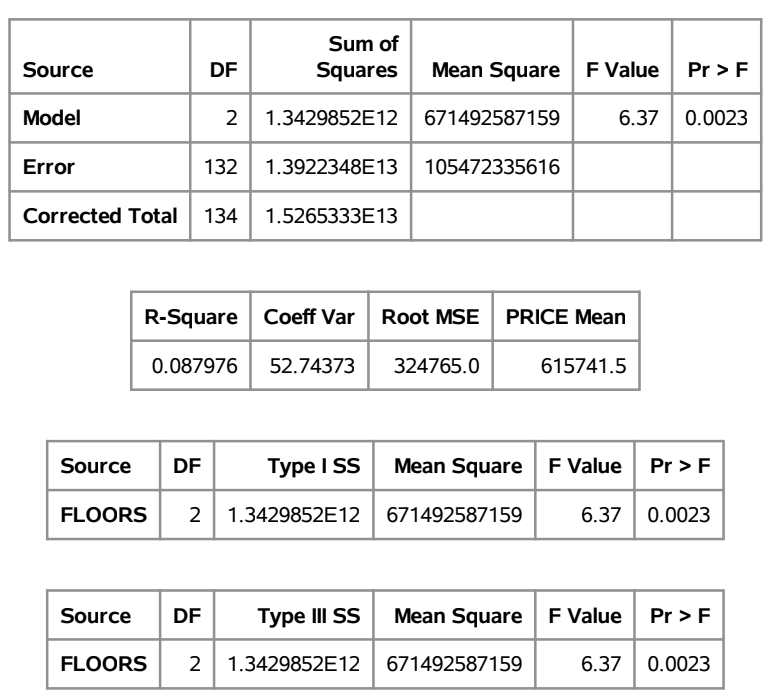 Source DF Sum of Squares Mean Square F Value Pr > F
Model 2 1.3429852E12 671492587159 6.37 0.0023
Error 132 1.3922348E13 105472335616
Corrected Total 134 1.5265333E13
R-Square Coeff Var Root MSE PRICE Mean
0.087976 52.74373 324765.0 615741.5
Source DF Type I SS Mean Square F Value Pr > F
FLOORS 2 1.3429852E12 671492587159 6.37 0.0023
Source DF Type III SS Mean Square F Value Pr > F
FLOORS 2 1.3429852E12 671492587159 6.37 0.0023